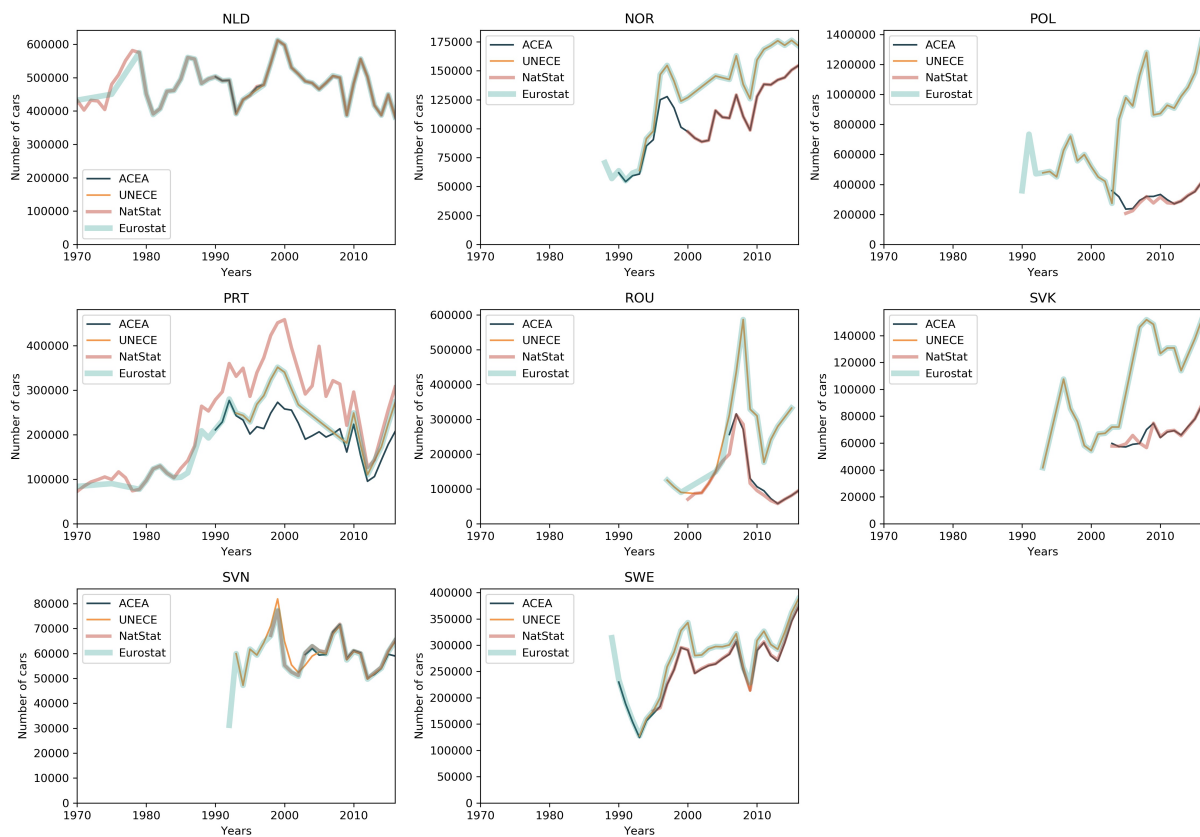 NLD
Number of cars
600000
500000
400000
300000
200000
100000
0
ACEA
UNECE
NatStat
Eurostat
1970 1980 1990 2000 2010
Years
NOR
Number of cars
175000
150000
125000
100000
75000
50000
25000
0
ACEA
UNECE
NatStat
Eurostat
1970 1980 1990 2000 2010
Years
POL
Number of cars
1400000
1200000
1000000
800000
600000
400000
200000
0
ACEA
UNECE
NatStat
Eurostat
1970 1980 1990 2000 2010
Years
PRT
Number of cars
400000
300000
200000
100000
0
ACEA
UNECE
NatStat
Eurostat
1970 1980 1990 2000 2010
Years
ROU
Number of cars
600000
500000
400000
300000
200000
100000
0
ACEA
UNECE
NatStat
Eurostat
1970 1980 1990 2000 2010
Years
SVK
Number of cars
140000
120000
100000
80000
60000
40000
20000
0
ACEA
UNECE
NatStat
Eurostat
1970 1980 1990 2000 2010
Years
SVN
Number of cars
80000
70000
60000
50000
40000
30000
20000
10000
0
ACEA
UNECE
NatStat
Eurostat
1970 1980 1990 2000 2010
Years
SWE
Number of cars
400000
350000
300000
250000
200000
150000
100000
50000
0
ACEA
UNECE
NatStat
Eurostat
1970 1980 1990 2000 2010
Years